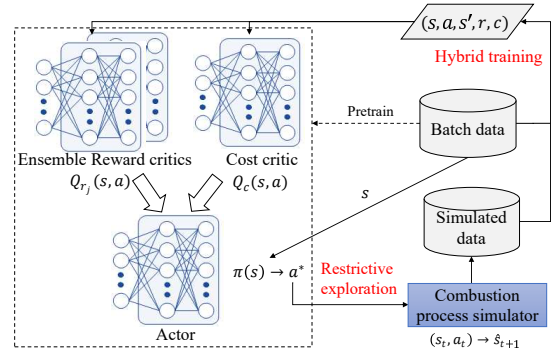 (s, a, s′, r, c)
Hybrid training
Pretrain
Batch data
Ensemble Reward critics
Cost critic
Q_{r_j}(s, a)
Q_c(s, a)
s
Simulated
data
π(s) → a*
Restrictive
exploration
Combustion
process simulator
Actor
(s_t, a_t) → ŝ_{t+1}